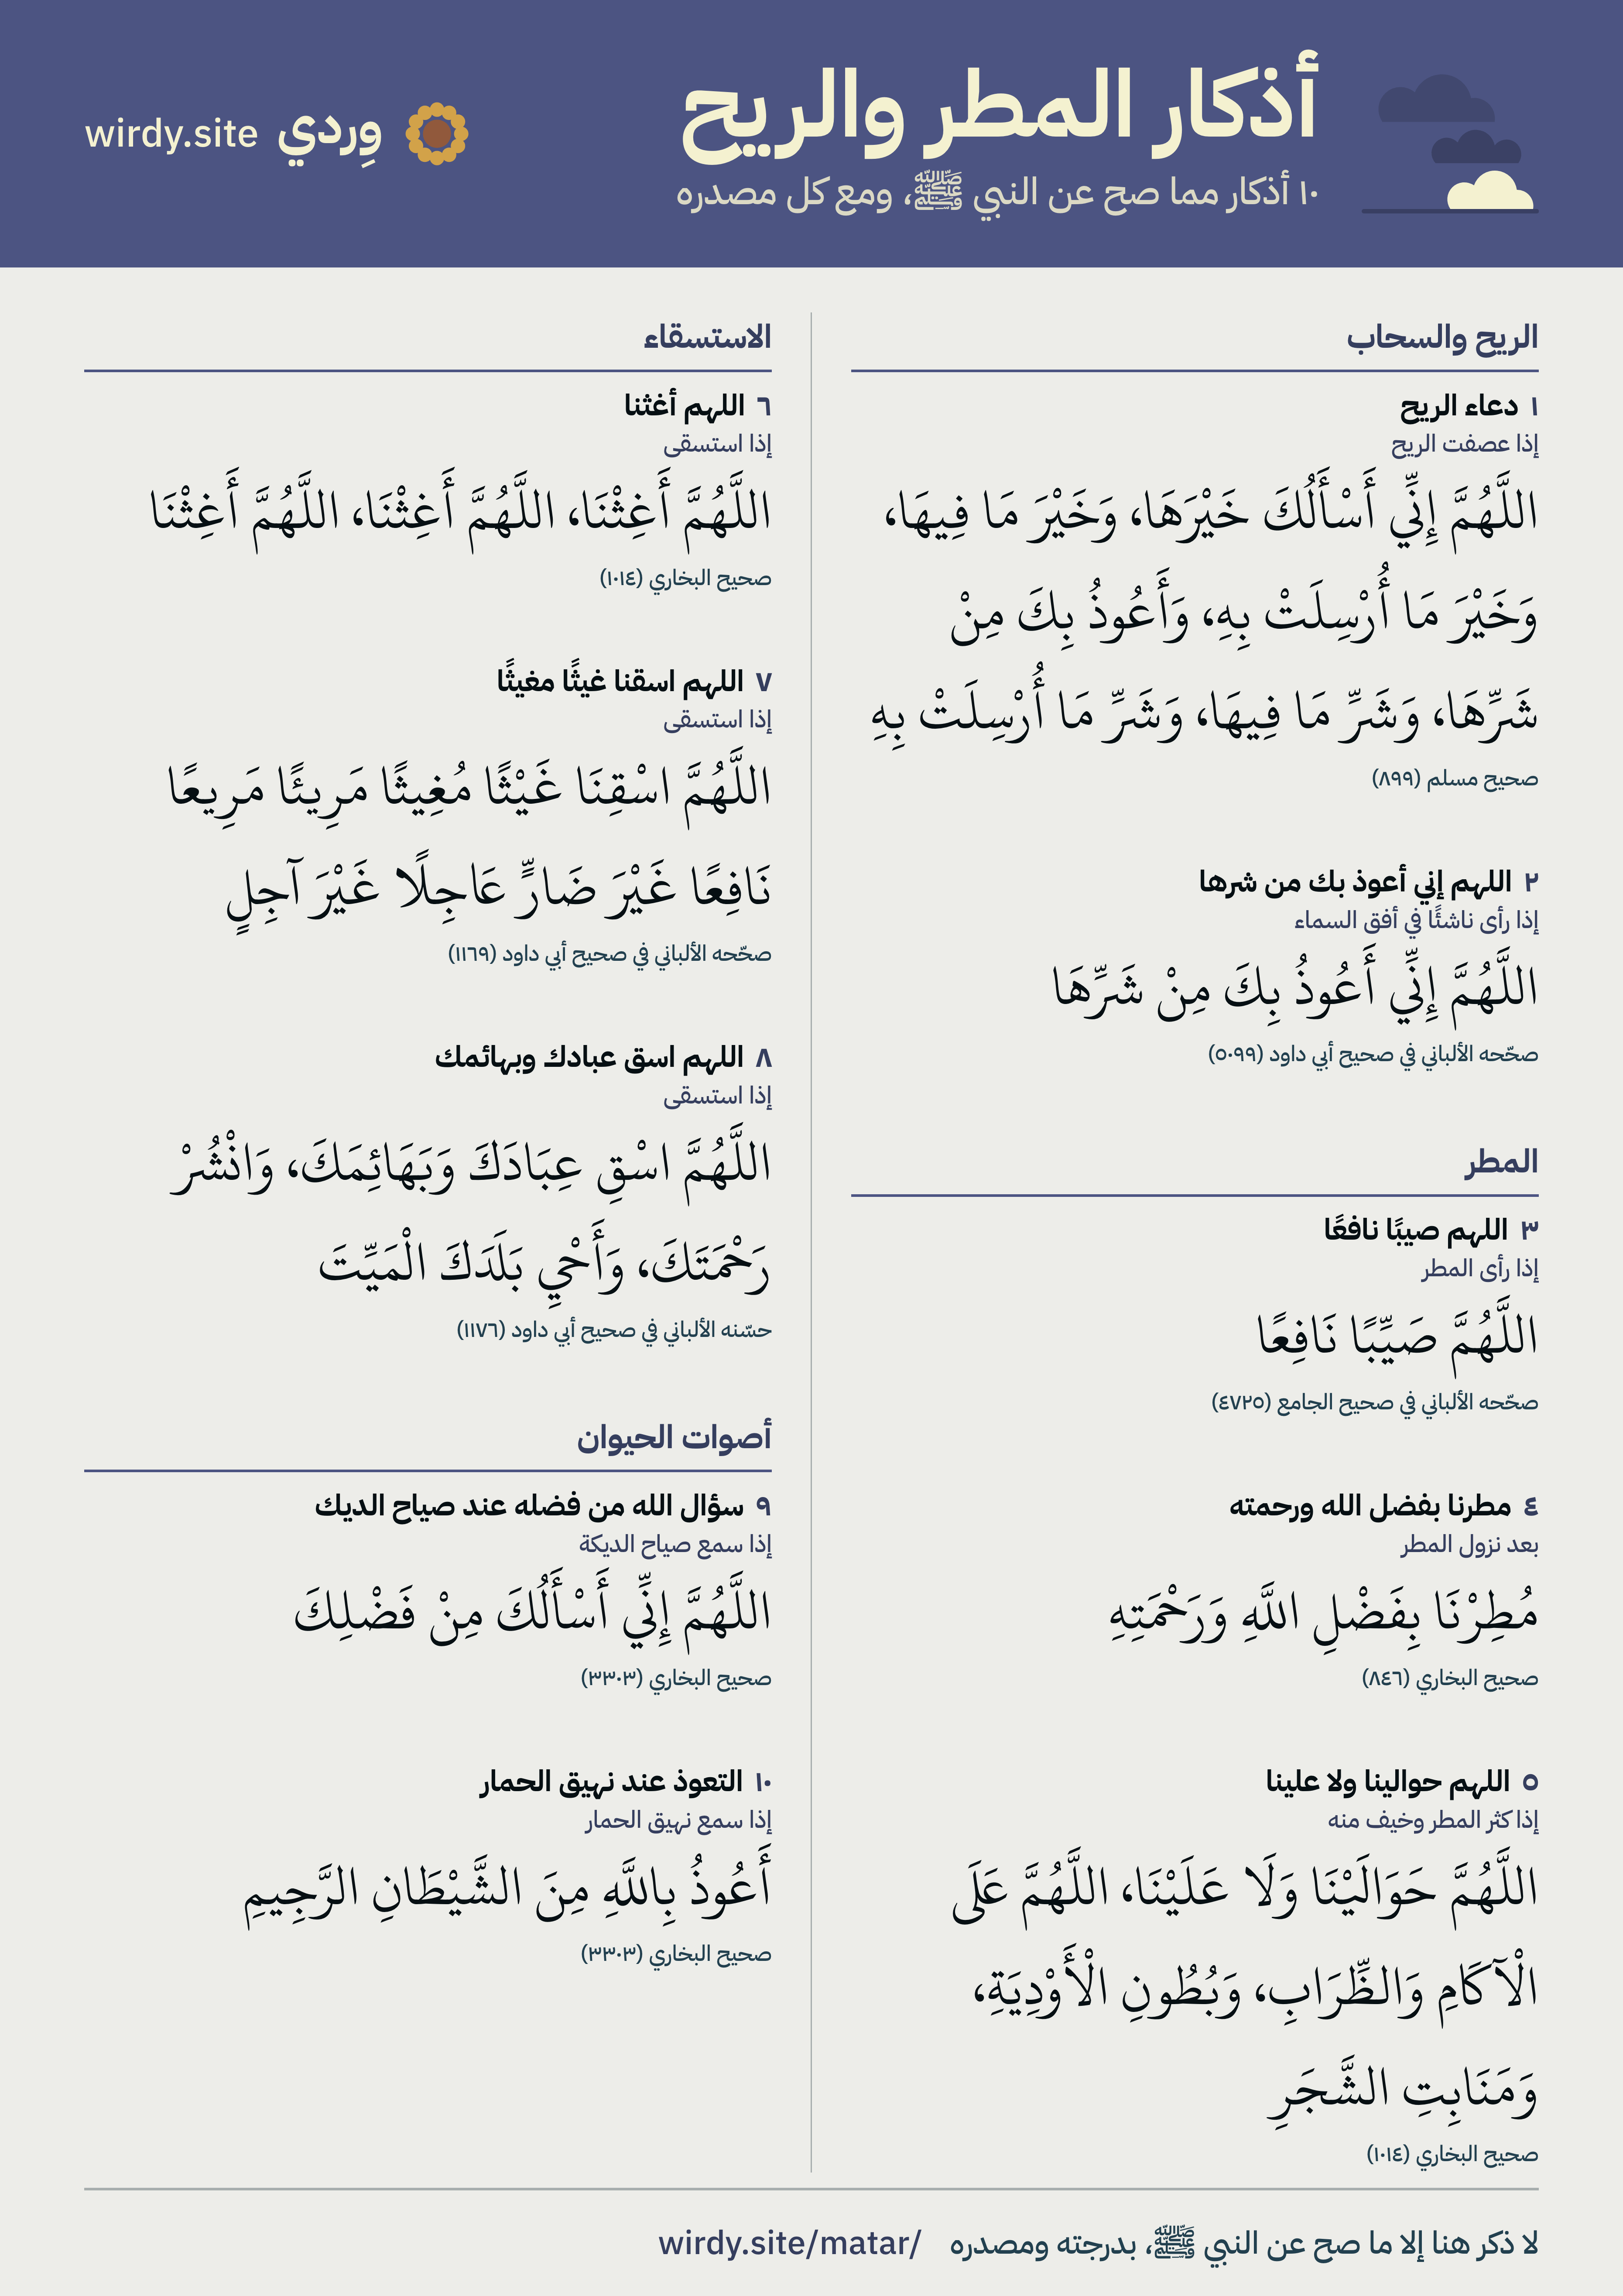 أذكار المطر والريح
١٠ أذكار مما صح عن النبي ﷺ، ومع كل مصدره
وِردي wirdy.site
الريح والسحاب
١ دعاء الريح
إذا عصفت الريح
اللَّهُمَّ إِنِّي أَسْأَلُكَ خَيْرَهَا، وَخَيْرَ مَا فِيهَا،
وَخَيْرَ مَا أُرْسِلَتْ بِهِ، وَأَعُوذُ بِكَ مِنْ
شَرِّهَا، وَشَرِّ مَا فِيهَا، وَشَرِّ مَا أُرْسِلَتْ بِهِ
صحيح مسلم (٨٩٩)
٢ اللهم إني أعوذ بك من شرها
إذا رأى ناشئًا في أفق السماء
اللَّهُمَّ إِنِّي أَعُوذُ بِكَ مِنْ شَرِّهَا
صحّحه الألباني في صحيح أبي داود (٥٠٩٩)
المطر
٣ اللهم صيبًا نافعًا
إذا رأى المطر
اللَّهُمَّ صَيِّبًا نَافِعًا
صحّحه الألباني في صحيح الجامع (٤٧٢٥)
٤ مطرنا بفضل الله ورحمته
بعد نزول المطر
مُطِرْنَا بِفَضْلِ اللَّهِ وَرَحْمَتِهِ
صحيح البخاري (٨٤٦)
٥ اللهم حوالينا ولا علينا
إذا كثر المطر وخيف منه
اللَّهُمَّ حَوَالَيْنَا وَلَا عَلَيْنَا، اللَّهُمَّ عَلَى
الْآكَامِ وَالظِّرَابِ، وَبُطُونِ الْأَوْدِيَةِ،
وَمَنَابِتِ الشَّجَرِ
صحيح البخاري (١٠١٤)
الاستسقاء
٦ اللهم أغثنا
إذا استسقى
اللَّهُمَّ أَغِثْنَا، اللَّهُمَّ أَغِثْنَا، اللَّهُمَّ أَغِثْنَا
صحيح البخاري (١٠١٤)
٧ اللهم اسقنا غيثًا مغيثًا
إذا استسقى
اللَّهُمَّ اسْقِنَا غَيْثًا مُغِيثًا مَرِيئًا مَرِيعًا
نَافِعًا غَيْرَ ضَارٍّ عَاجِلًا غَيْرَ آجِلٍ
صحّحه الألباني في صحيح أبي داود (١١٦٩)
٨ اللهم اسق عبادك وبهائمك
إذا استسقى
اللَّهُمَّ اسْقِ عِبَادَكَ وَبَهَائِمَكَ، وَانْشُرْ
رَحْمَتَكَ، وَأَحْيِ بَلَدَكَ الْمَيِّتَ
حسّنه الألباني في صحيح أبي داود (١١٧٦)
أصوات الحيوان
٩ سؤال الله من فضله عند صياح الديك
إذا سمع صياح الديكة
اللَّهُمَّ إِنِّي أَسْأَلُكَ مِنْ فَضْلِكَ
صحيح البخاري (٣٣٠٣)
١٠ التعوذ عند نهيق الحمار
إذا سمع نهيق الحمار
أَعُوذُ بِاللَّهِ مِنَ الشَّيْطَانِ الرَّجِيمِ
صحيح البخاري (٣٣٠٣)
لا ذكر هنا إلا ما صح عن النبي ﷺ، بدرجته ومصدره wirdy.site/matar/